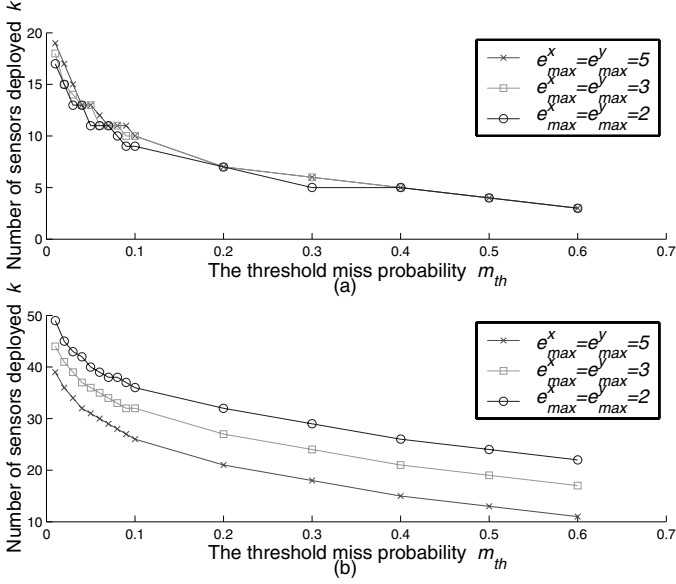 Number of sensors deployed k
20
15
10
5
0
0
0.1
0.2
0.3
0.4
0.5
0.6
0.7
e^x_max=e^y_max=5
e^x_max=e^y_max=3
e^x_max=e^y_max=2
The threshold miss probability m_th
(a)
Number of sensors deployed k
50
40
30
20
10
0
0.1
0.2
0.3
0.4
0.5
0.6
0.7
e^x_max=e^y_max=5
e^x_max=e^y_max=3
e^x_max=e^y_max=2
The threshold miss probability m_th
(b)